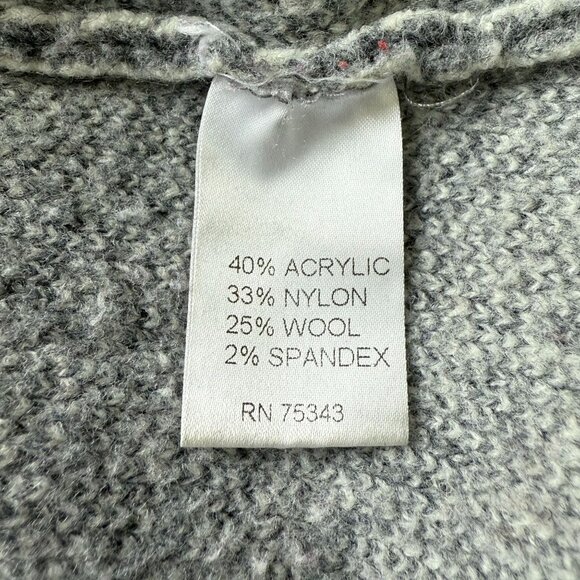 40% ACRYLIC
33% NYLON
25% WOOL
2% SPANDEX
RN 75343